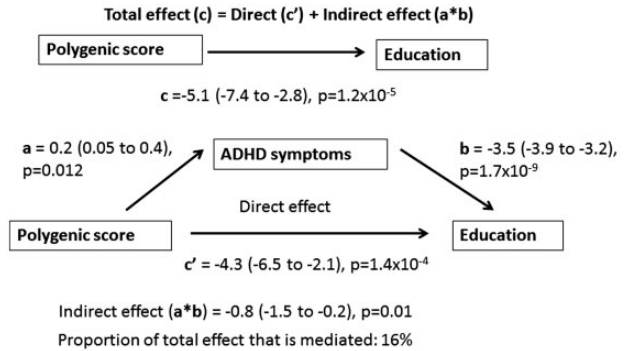 Total effect (c) = Direct (c’) + Indirect effect (a*b)
Polygenic score
Education
c =-5.1 (-7.4 to -2.8), p=1.2x10⁻⁵
a = 0.2 (0.05 to 0.4),
p=0.012
ADHD symptoms
b = -3.5 (-3.9 to -3.2),
p=1.7x10⁻⁹
Direct effect
Polygenic score
Education
c’ = -4.3 (-6.5 to -2.1), p=1.4x10⁻⁴
Indirect effect (a*b) = -0.8 (-1.5 to -0.2), p=0.01
Proportion of total effect that is mediated: 16%